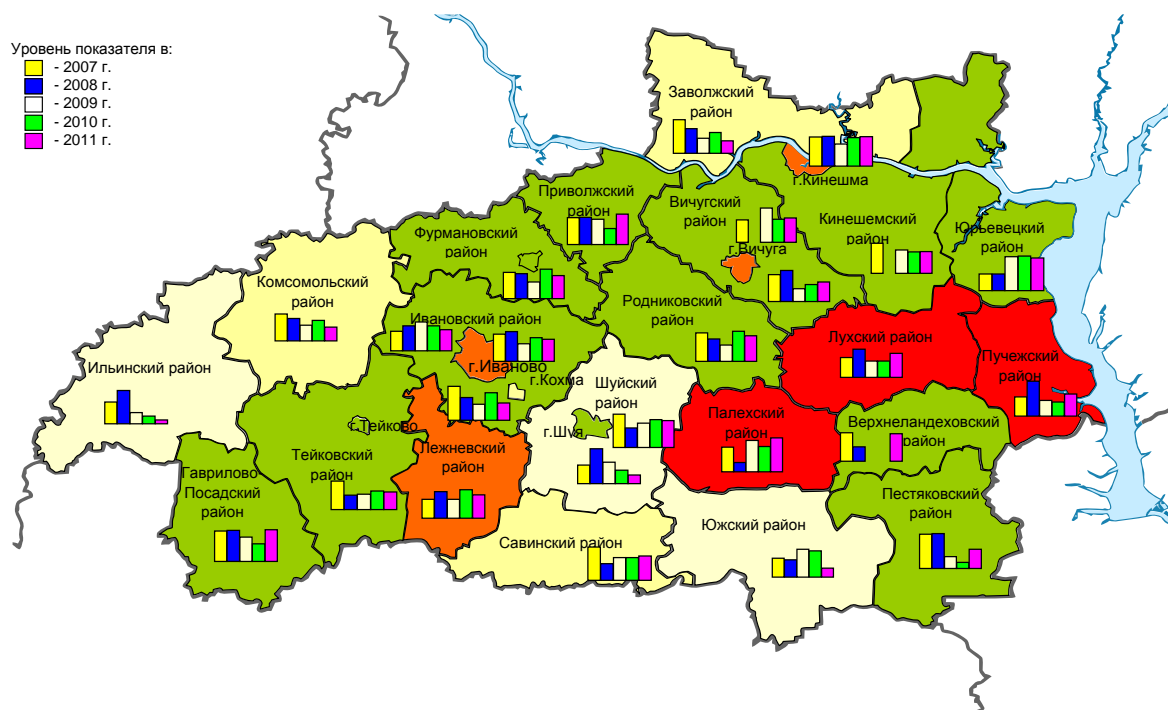 Уровень показателя в:
- 2007 г.
- 2008 г.
- 2009 г.
- 2010 г.
- 2011 г.
Заволжский
район
г.Кинешма
Приволжский
район
Вичугский
район
Кинешемский
район
Юрьевецкий
район
Фурмановский
район
г.Вичуга
Комсомольский
район
Родниковский
район
Ивановский район
Лухский район
Пучежский
район
Ильинский район
г.Иваново
г.Кохма
Шуйский
район
Палехский
район
Верхнеландеховский
район
г.Тейково
г.Шуя
Лежневский
район
Тейковский
район
Гаврилово-
Посадский
район
Пестяковский
район
Южский район
Савинский район